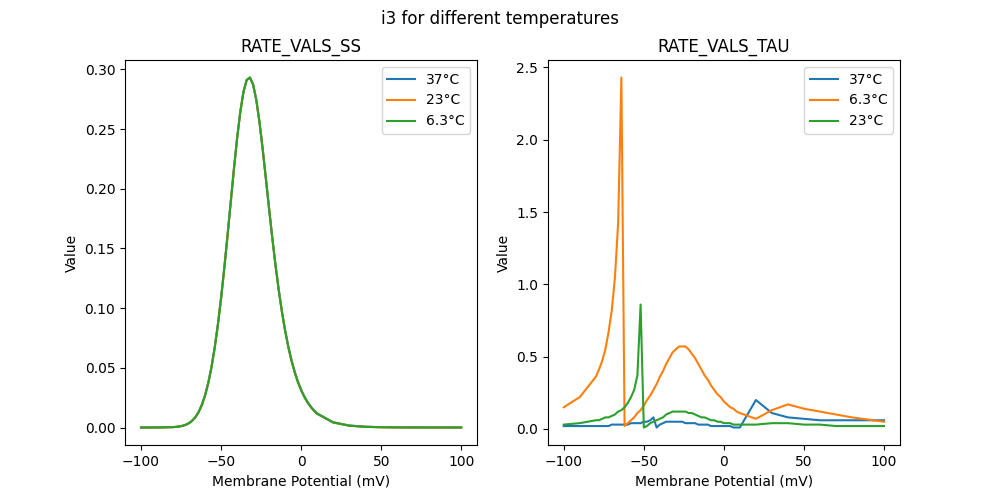 i3 for different temperatures
RATE_VALS_SS
RATE_VALS_TAU
Value
0.30
0.25
0.20
0.15
0.10
0.05
0.00
37°C
23°C
6.3°C
−100
−50
0
50
100
Membrane Potential (mV)
Value
2.5
2.0
1.5
1.0
0.5
0.0
37°C
6.3°C
23°C
−100
−50
0
50
100
Membrane Potential (mV)